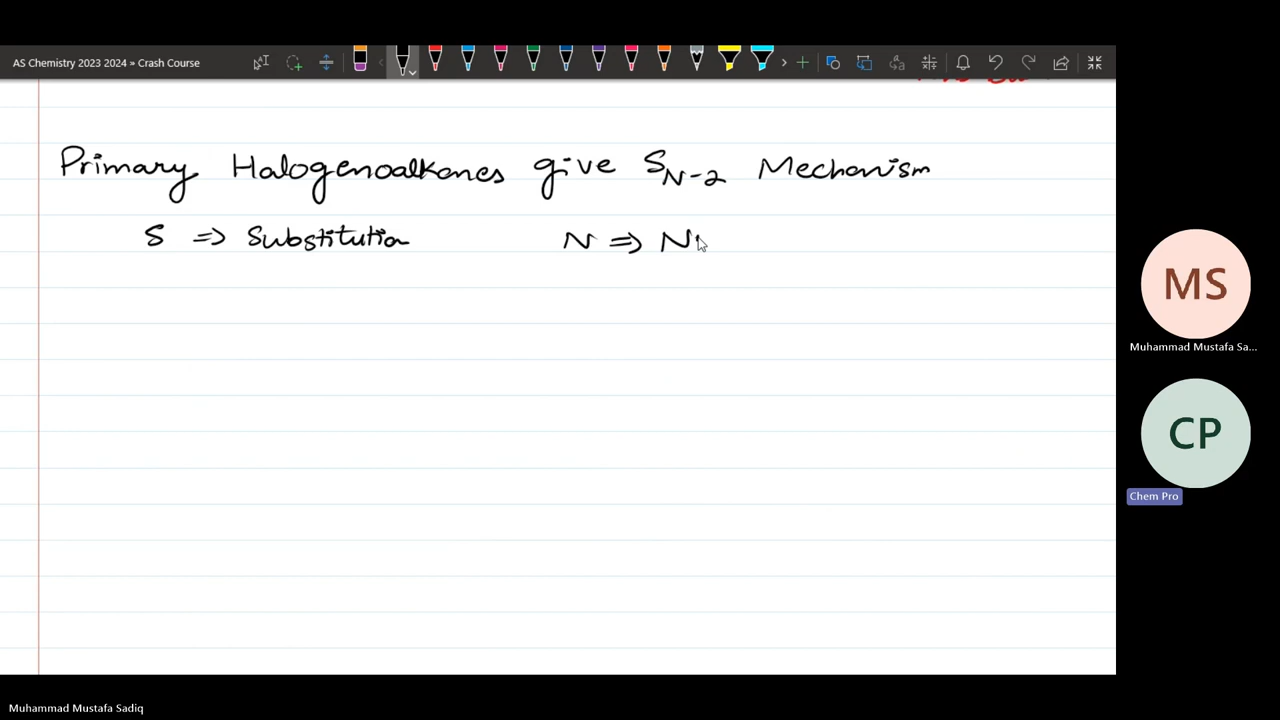 AS Chemistry 2023 2024 » Crash Course
Primary Halogenoalkanes give SN-2 Mechanism
S ⇒ Substitution N ⇒ Nu
MS
Muhammad Mustafa Sa...
CP
Chem Pro
Muhammad Mustafa Sadiq